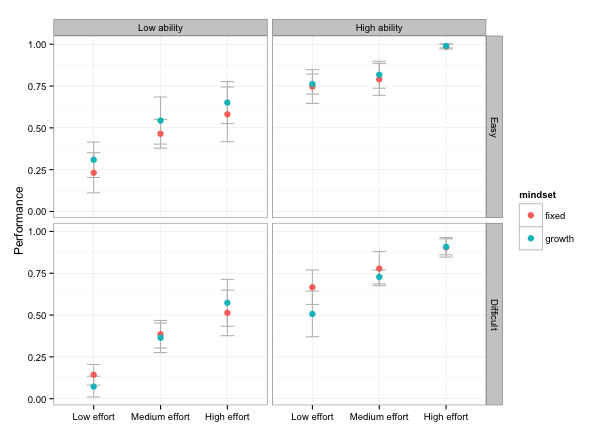 Low ability
High ability
1.00
0.75
0.50
0.25
0.00
Easy
Performance
mindset
fixed
growth
1.00
0.75
0.50
0.25
0.00
Difficult
Low effort Medium effort High effort Low effort Medium effort High effort